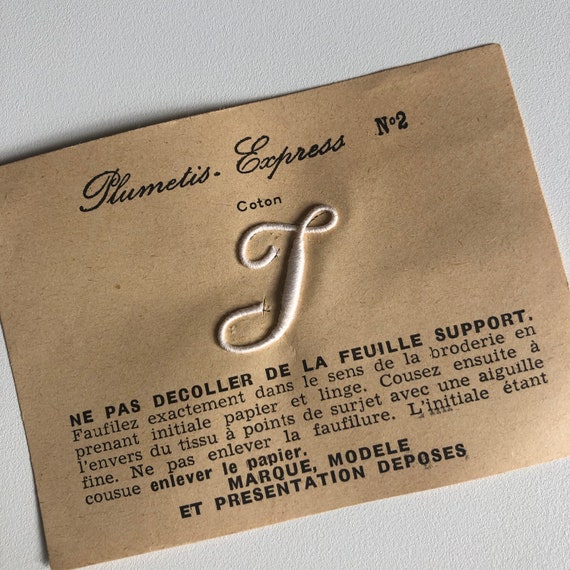 Plumetis-Express Nº2
Coton
J
NE PAS DECOLLER DE LA FEUILLE SUPPORT.
Faufilez exactement dans le sens de la broderie en
prenant initiale papier et linge. Cousez ensuite à
l'envers du tissu à points de surjet avec une aiguille
fine. Ne pas enlever la faufilure. L'initiale étant
cousue enlever le papier.
MARQUE, MODELE
ET PRESENTATION DEPOSES